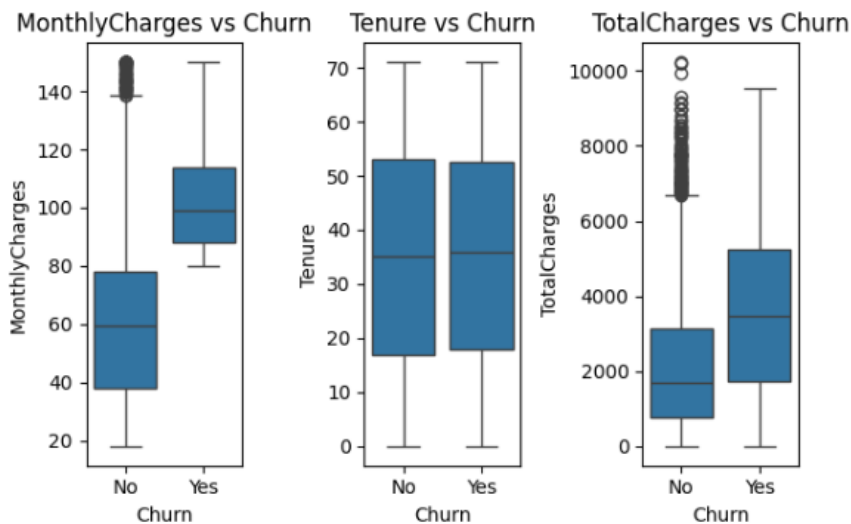 MonthlyCharges vs Churn
MonthlyCharges
140
120
100
80
60
40
20
No Yes
Churn
Tenure vs Churn
Tenure
70
60
50
40
30
20
10
0
No Yes
Churn
TotalCharges vs Churn
TotalCharges
10000
8000
6000
4000
2000
0
No Yes
Churn